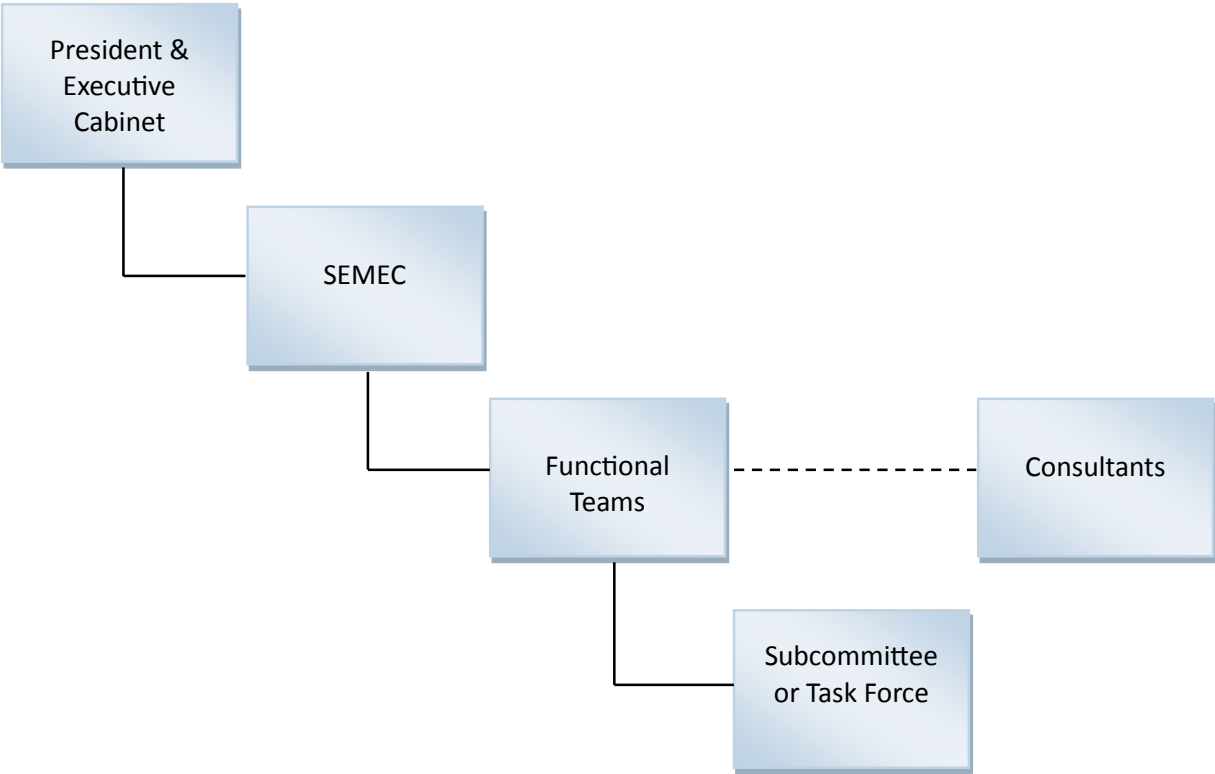 President &
Executive
Cabinet
SEMEC
Functional
Teams
Consultants
Subcommittee
or Task Force